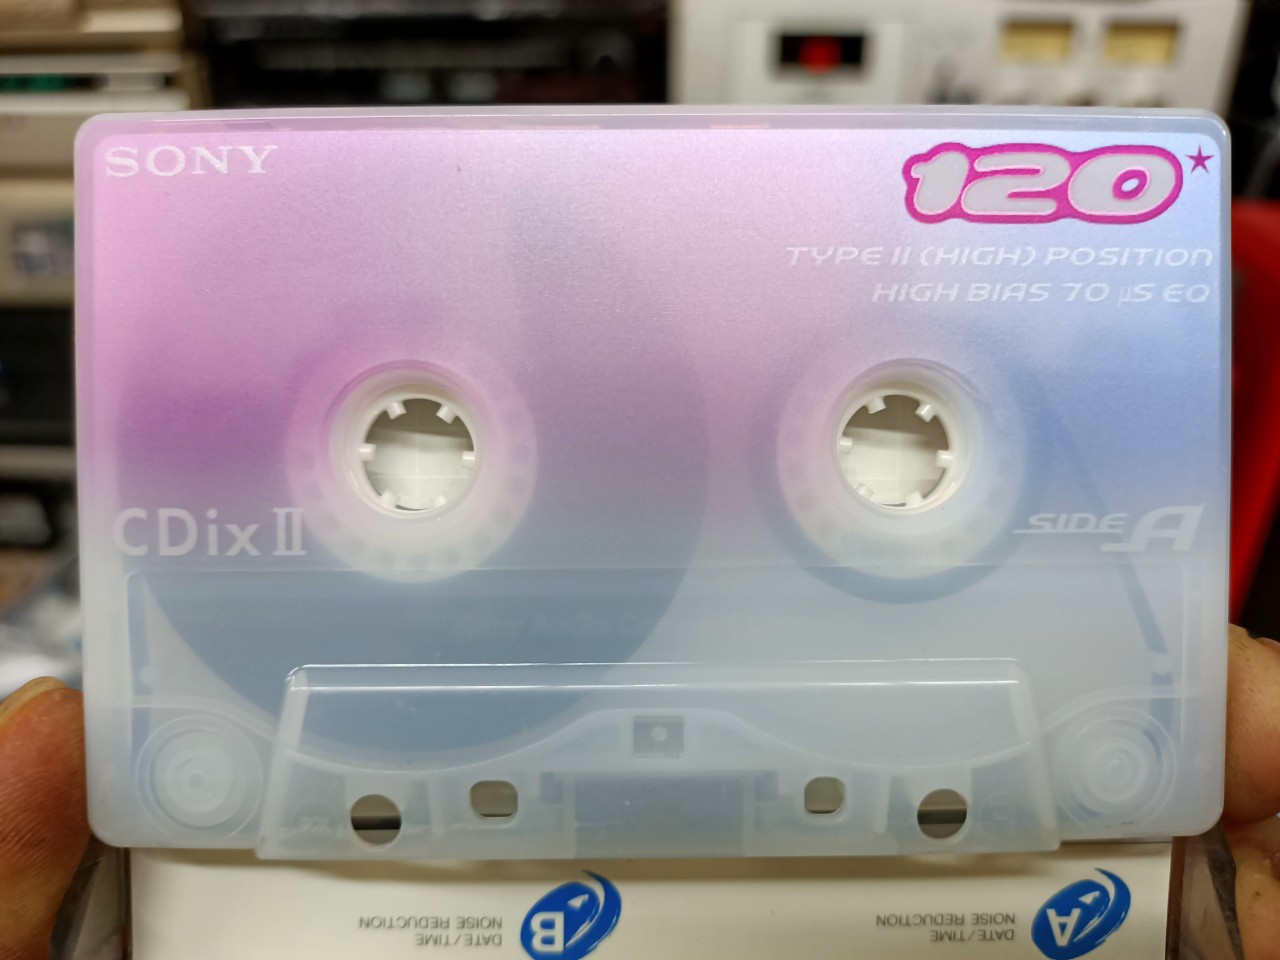 SONY
120
TYPE II (HIGH) POSITION
HIGH BIAS 70 µS EQ
CDix II
SIDE A
A
DATE/TIME
NOISE REDUCTION
B
DATE/TIME
NOISE REDUCTION